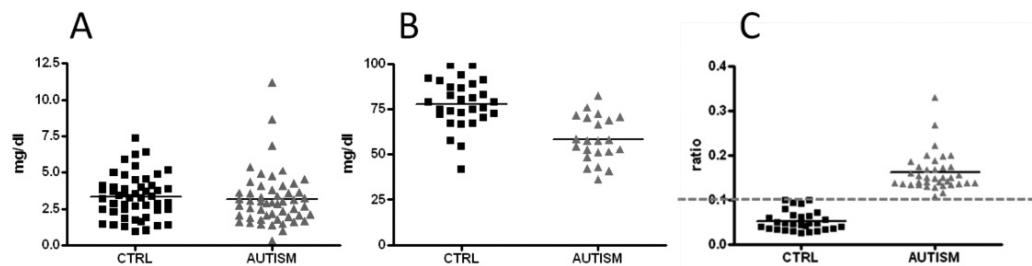 A
mg/dl
12.5
10.0
7.5
5.0
2.5
0.0
CTRL AUTISM
B
mg/dl
100
75
50
25
0
CTRL AUTISM
C
ratio
0.4
0.3
0.2
0.1
0.0
CTRL AUTISM